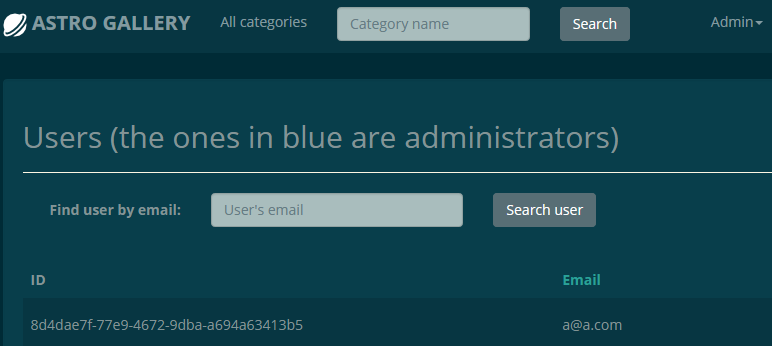 ASTRO GALLERY All categories Category name Search Admin
Users (the ones in blue are administrators)
Find user by email: User's email Search user
ID Email
8d4dae7f-77e9-4672-9dba-a694a63413b5 a@a.com